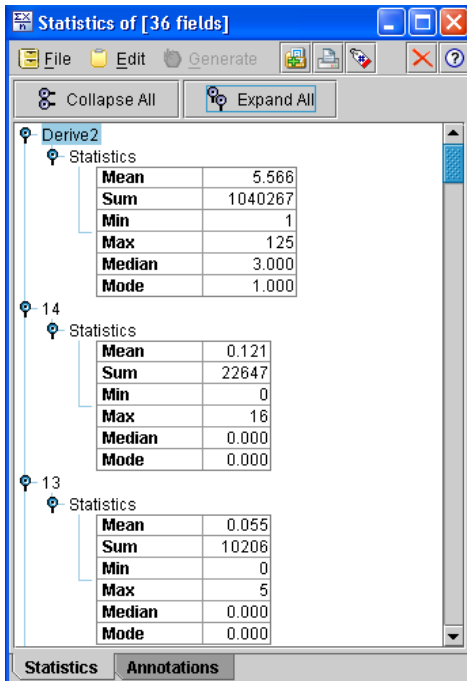 Statistics of [36 fields]
File Edit Generate
Collapse All Expand All
Derive2
Statistics
Mean 5.566
Sum 1040267
Min 1
Max 125
Median 3.000
Mode 1.000
14
Statistics
Mean 0.121
Sum 22647
Min 0
Max 16
Median 0.000
Mode 0.000
13
Statistics
Mean 0.055
Sum 10206
Min 0
Max 5
Median 0.000
Mode 0.000
Statistics Annotations